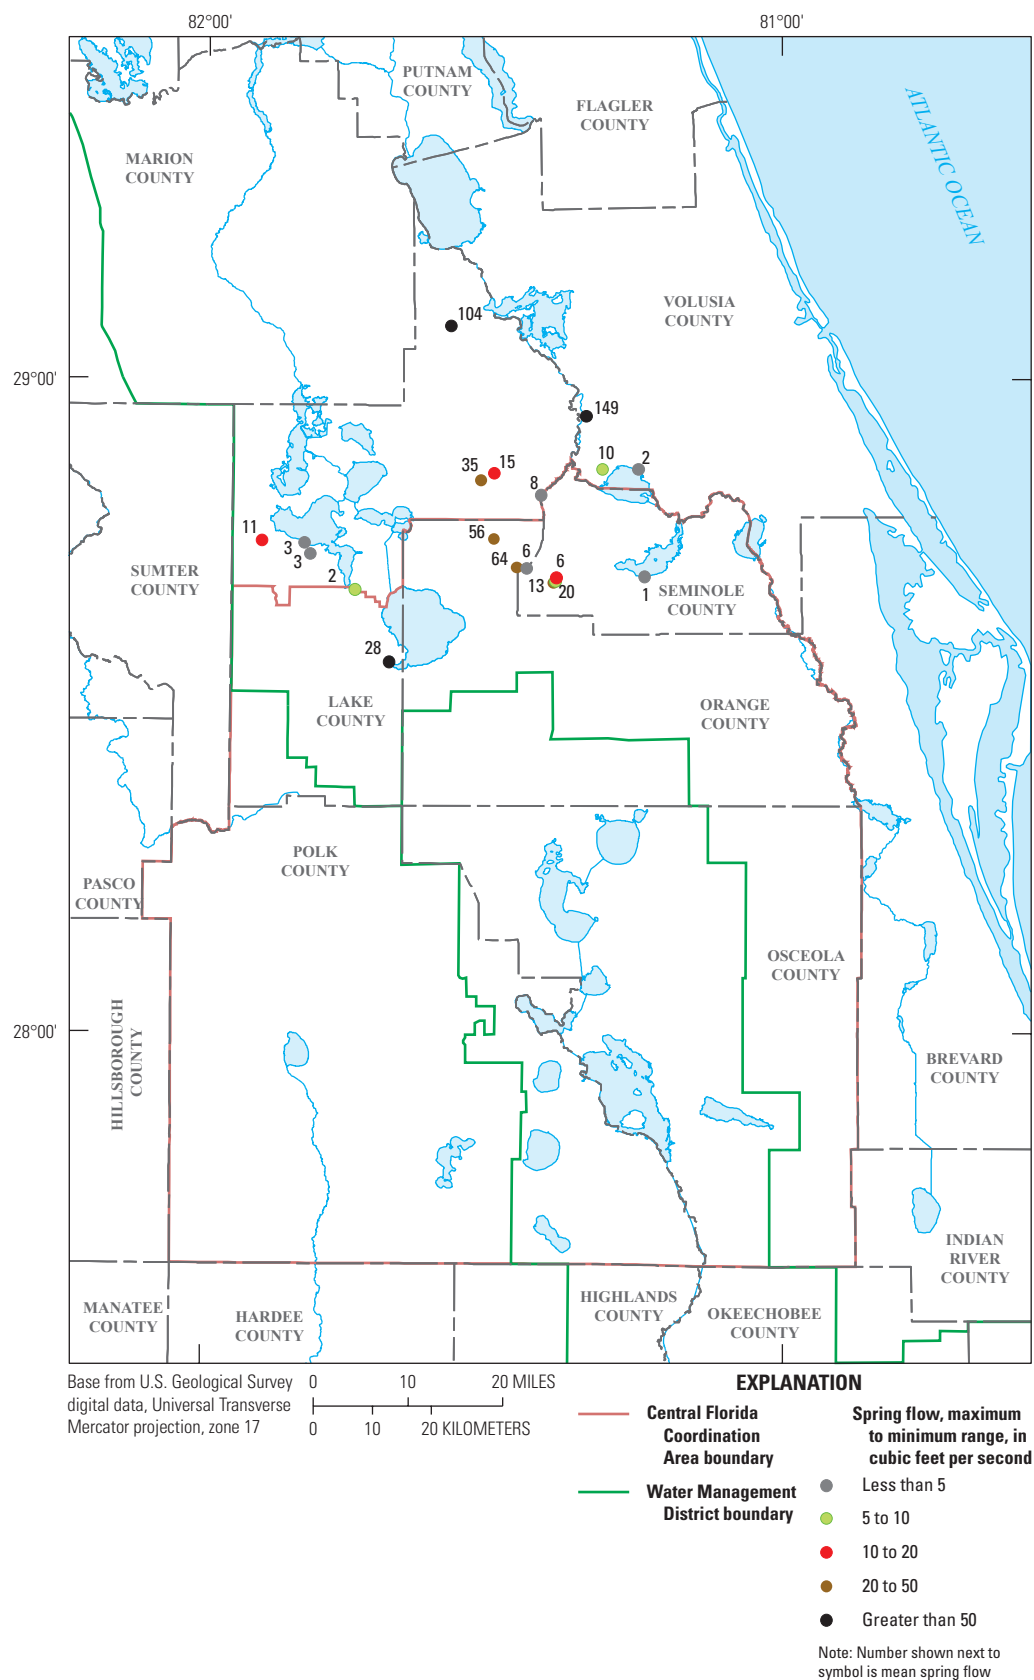 82°00'
81°00'
PUTNAM
COUNTY
FLAGLER
COUNTY
ATLANTIC OCEAN
MARION
COUNTY
VOLUSIA
COUNTY
104
29°00'
149
10
2
35
15
8
11
3
3
56
64
6
6
13
20
1
2
SUMTER
COUNTY
SEMINOLE
COUNTY
28
LAKE
COUNTY
ORANGE
COUNTY
POLK
COUNTY
PASCO
COUNTY
OSCEOLA
COUNTY
28°00'
HILLSBOROUGH
COUNTY
BREVARD
COUNTY
INDIAN
RIVER
COUNTY
MANATEE
COUNTY
HARDEE
COUNTY
HIGHLANDS
COUNTY
OKEECHOBEE
COUNTY
Base from U.S. Geological Survey
digital data, Universal Transverse
Mercator projection, zone 17
0 10 20 MILES
0 10 20 KILOMETERS
EXPLANATION
Central Florida
Coordination
Area boundary
Water Management
District boundary
Spring flow, maximum
to minimum range, in
cubic feet per second
Less than 5
5 to 10
10 to 20
20 to 50
Greater than 50
Note: Number shown next to
symbol is mean spring flow